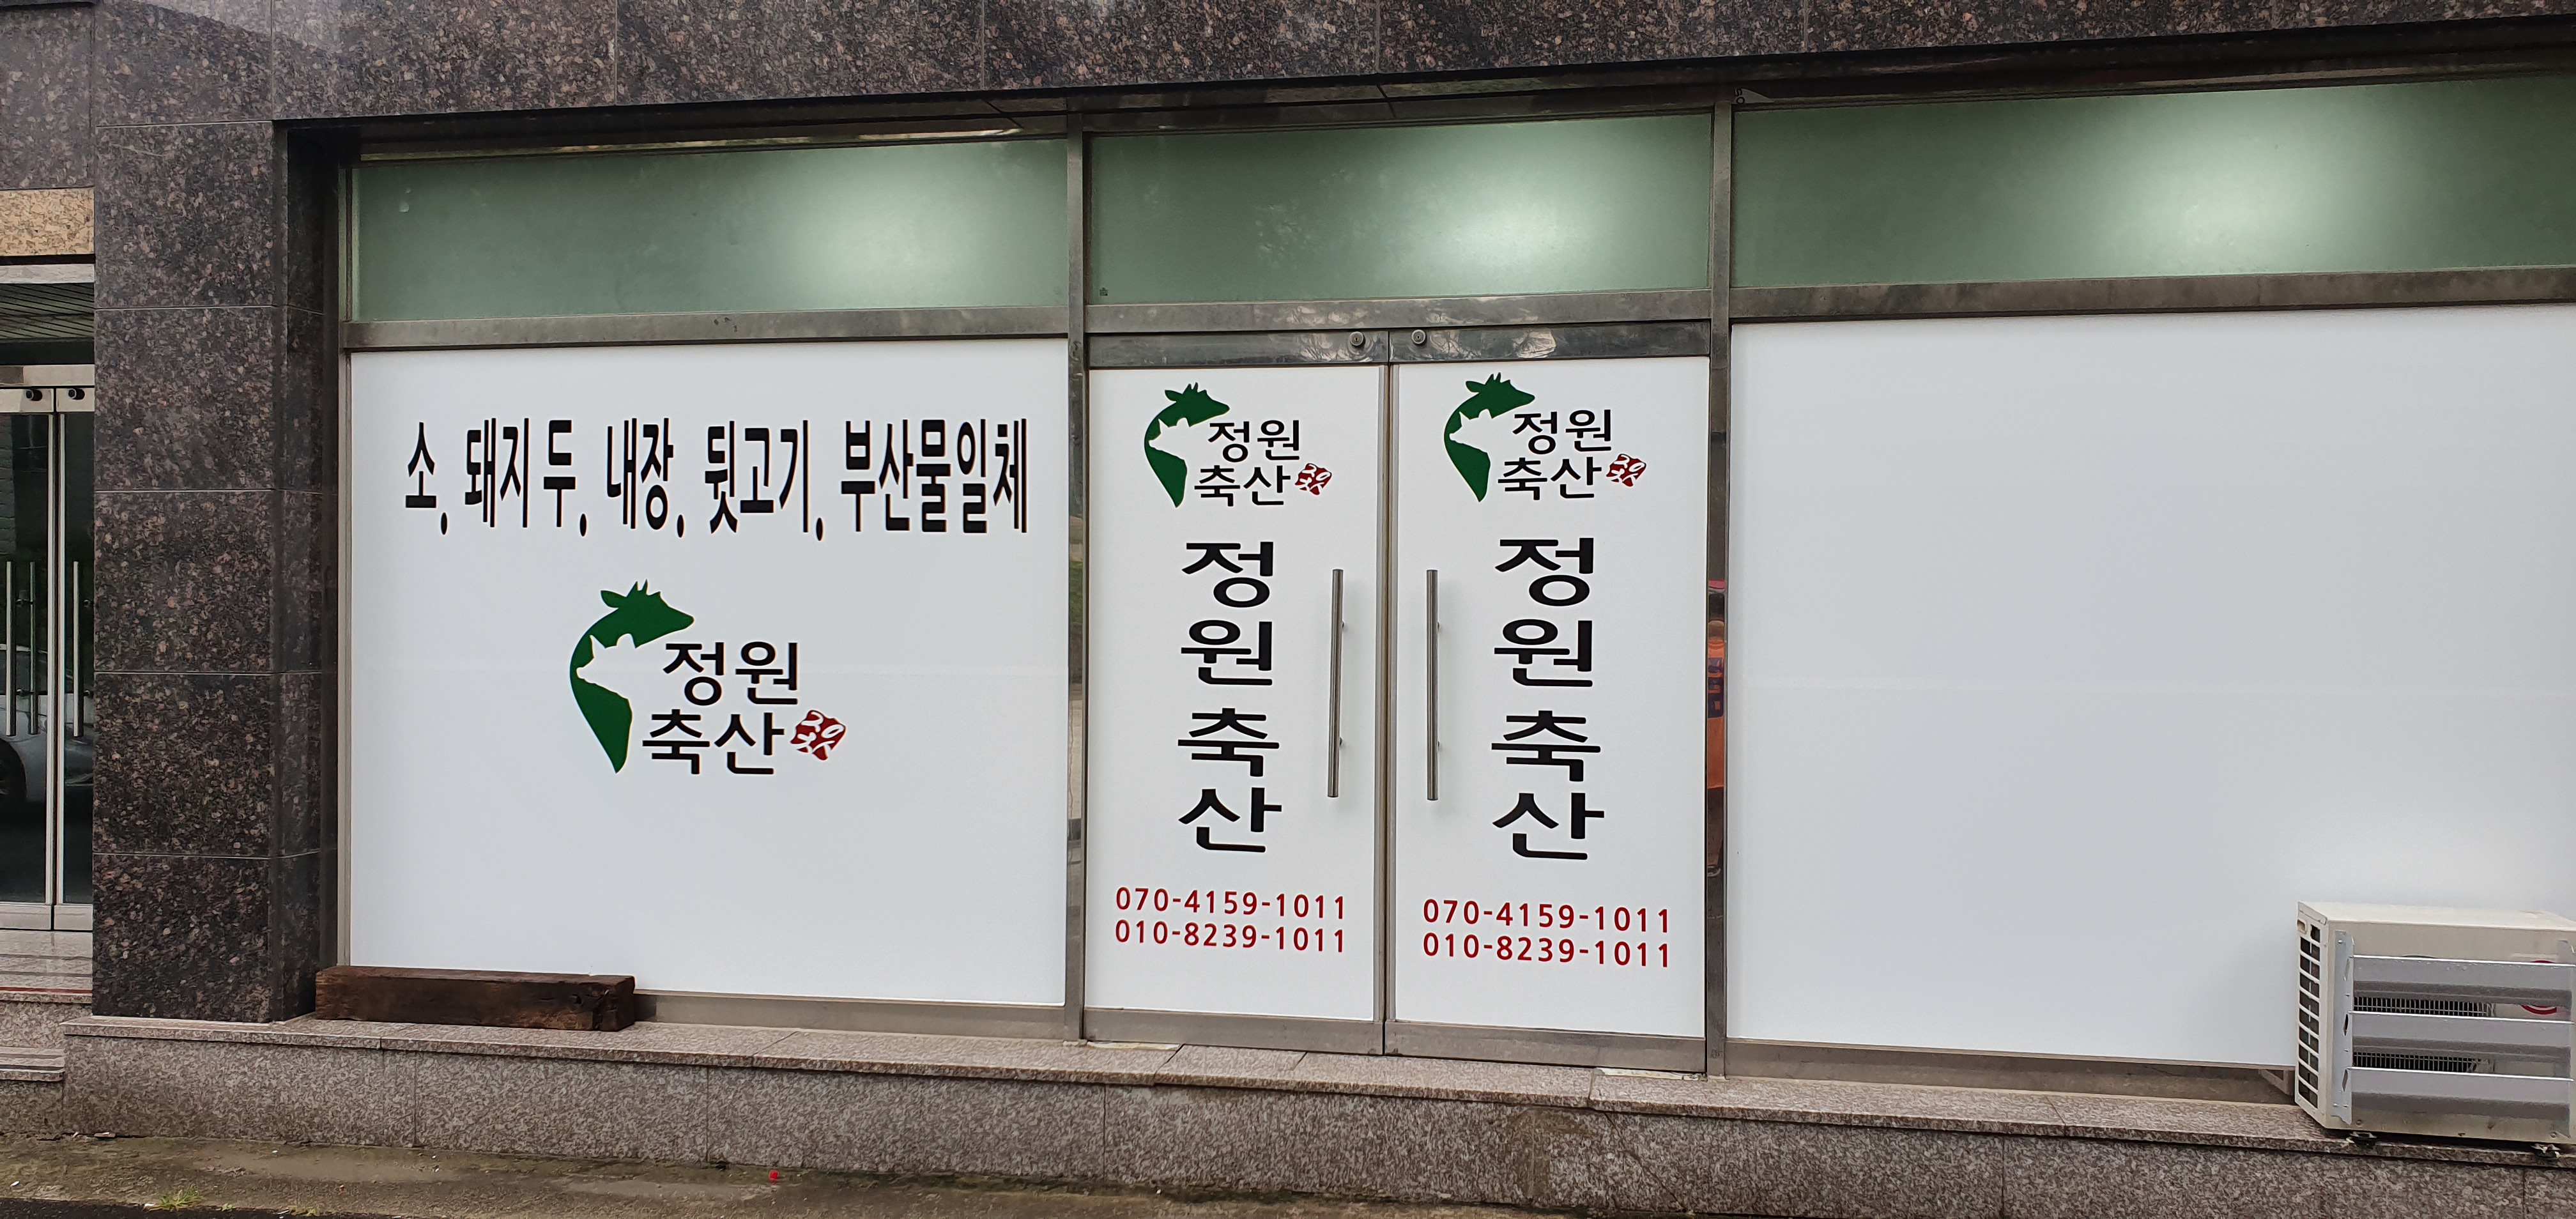 소, 돼지 두, 내장, 뒷고기, 부산물일체
정원
축산
정원
축산
정원축산
070-4159-1011
010-8239-1011
정원
축산
정원축산
070-4159-1011
010-8239-1011